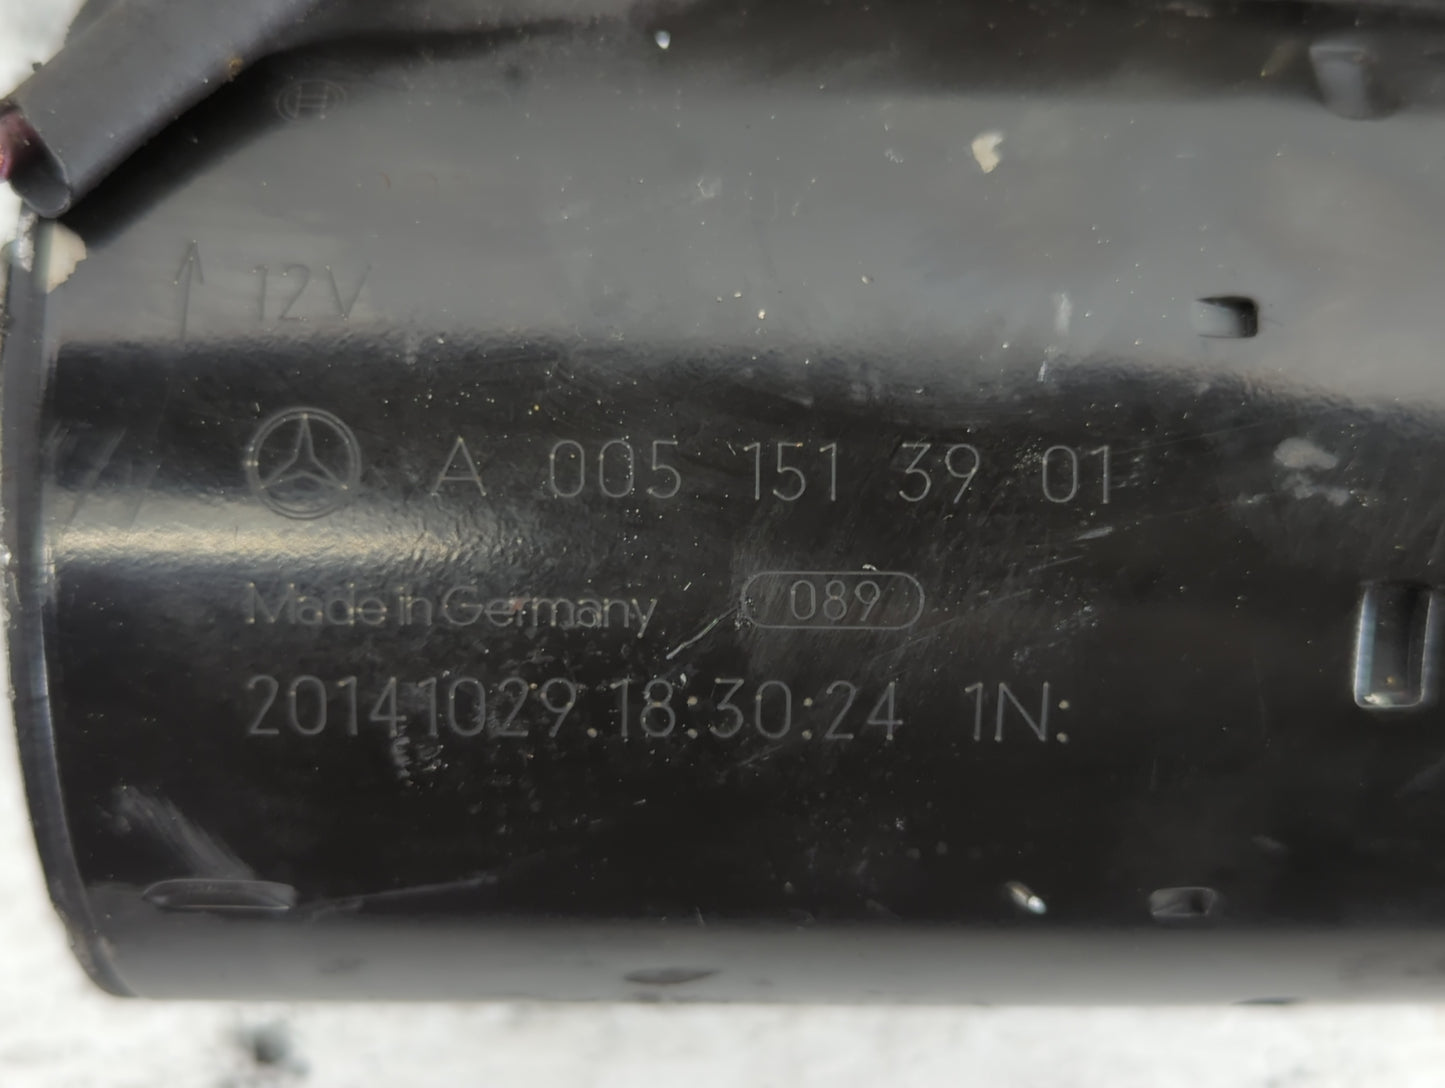 12V
A 005 151 39 01
Made in Germany 089
20141029.18:30:24 1N: